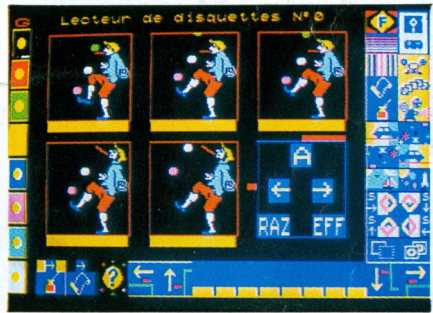 G
Lecteur de disquettes N°0
F
A
RAZ EFF
S S
S S
?